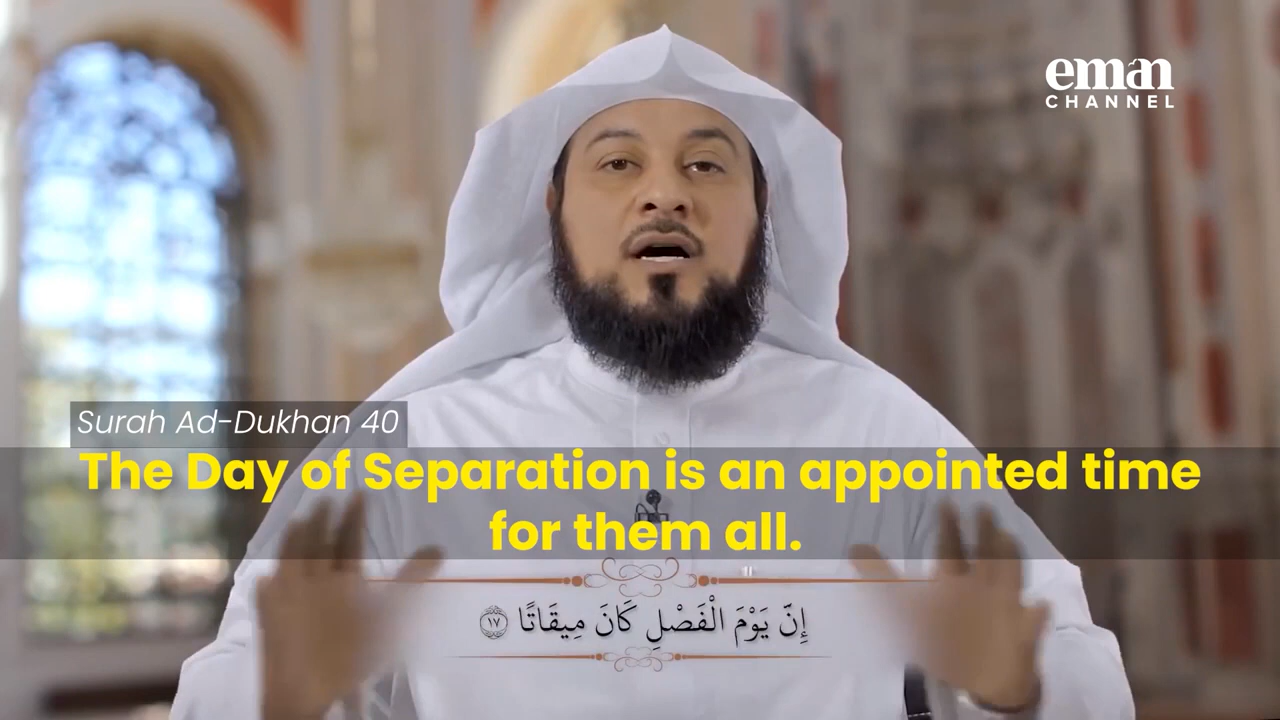 eman
CHANNEL
Surah Ad-Dukhan 40
The Day of Separation is an appointed time
for them all.
إِنَّ يَوْمَ الْفَصْلِ كَانَ مِيقَاتًا ١٧